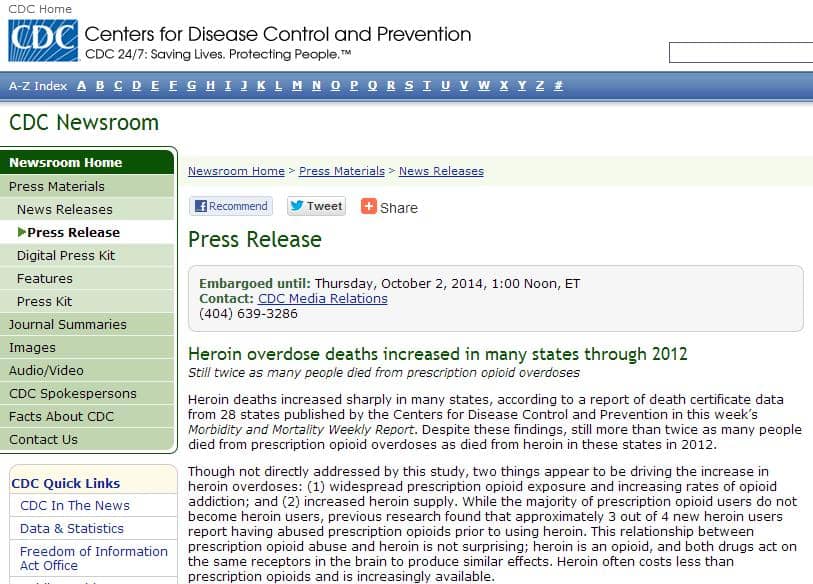 CDC Home
CDC
Centers for Disease Control and Prevention
CDC 24/7: Saving Lives. Protecting People.™
A-Z Index A B C D E F G H I J K L M N O P Q R S T U V W X Y Z #
CDC Newsroom
Newsroom Home
Press Materials
News Releases
Press Release
Digital Press Kit
Features
Press Kit
Journal Summaries
Images
Audio/Video
CDC Spokespersons
Facts About CDC
Contact Us
CDC Quick Links
CDC In The News
Data & Statistics
Freedom of Information
Act Office
Newsroom Home > Press Materials > News Releases
Recommend Tweet Share
Press Release
Embargoed until: Thursday, October 2, 2014, 1:00 Noon, ET
Contact: CDC Media Relations
(404) 639-3286
Heroin overdose deaths increased in many states through 2012
Still twice as many people died from prescription opioid overdoses
Heroin deaths increased sharply in many states, according to a report of death certificate data
from 28 states published by the Centers for Disease Control and Prevention in this week’s
Morbidity and Mortality Weekly Report. Despite these findings, still more than twice as many people
died from prescription opioid overdoses as died from heroin in these states in 2012.
Though not directly addressed by this study, two things appear to be driving the increase in
heroin overdoses: (1) widespread prescription opioid exposure and increasing rates of opioid
addiction; and (2) increased heroin supply. While the majority of prescription opioid users do not
become heroin users, previous research found that approximately 3 out of 4 new heroin users
report having abused prescription opioids prior to using heroin. This relationship between
prescription opioid abuse and heroin is not surprising; heroin is an opioid, and both drugs act on
the same receptors in the brain to produce similar effects. Heroin often costs less than
prescription opioids and is increasingly available.